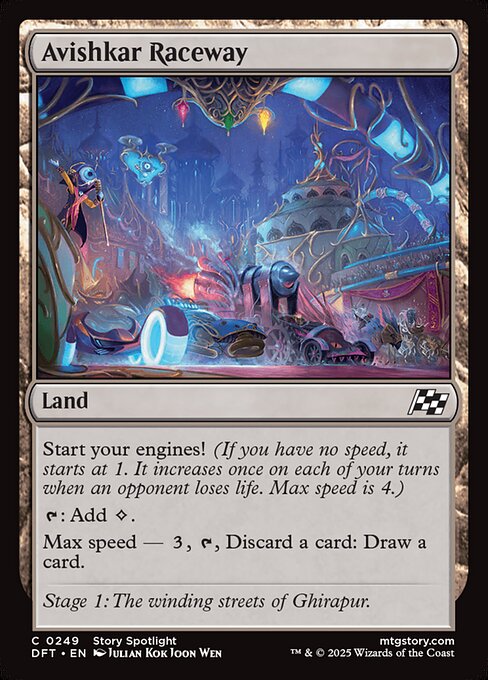 Avishkar Raceway
Land
Start your engines! (If you have no speed, it
starts at 1. It increases once on each of your turns
when an opponent loses life. Max speed is 4.)
: Add .
Max speed — 3, , Discard a card: Draw a
card.
Stage 1: The winding streets of Ghirapur.
C 0249 Story Spotlight mtgstory.com
DFT • EN Julian Kok Joon Wen ™ & © 2025 Wizards of the Coast